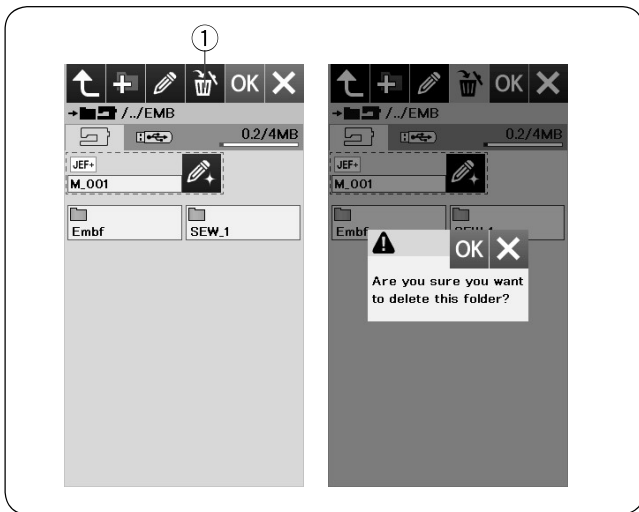 ①
OK
→ /../EMB
0.2/4MB
JEF+
M_001
Embf
SEW_1
OK
→ /../EMB
0.2/4MB
JEF+
M_001
Embf
OK
Are you sure you want
to delete this folder?